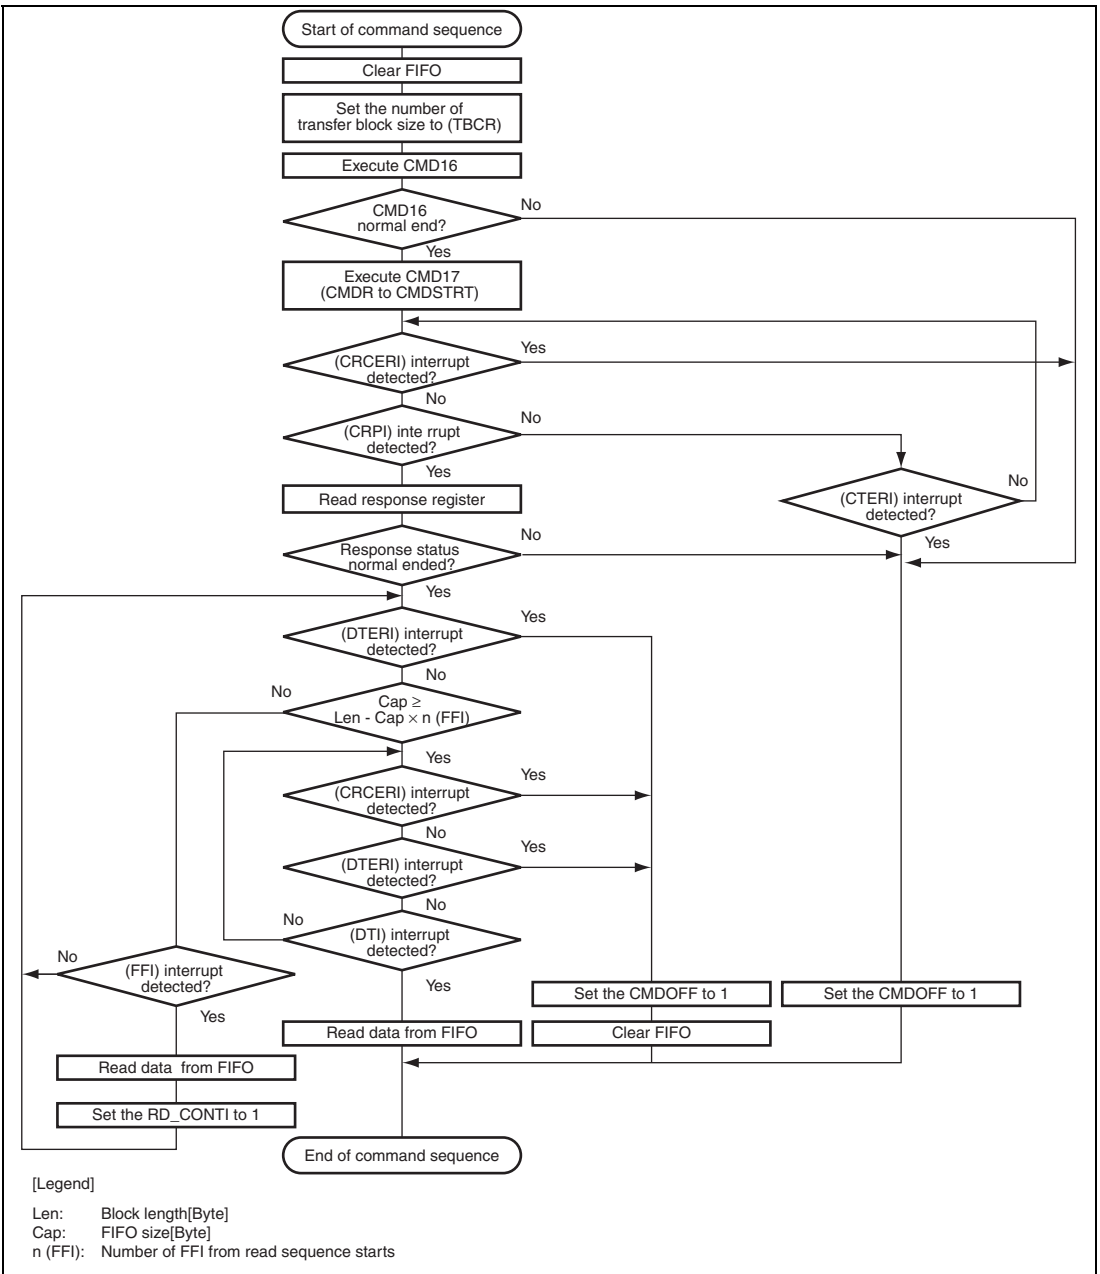 Start of command sequence
Clear FIFO
Set the number of
transfer block size to (TBCR)
Execute CMD16
CMD16
normal end?
No
Yes
Execute CMD17
(CMDR to CMDSTRT)
(CRCERI) interrupt
detected?
Yes
No
(CRPI) inte rrupt
detected?
No
Yes
(CTERI) interrupt
detected?
No
Yes
Read response register
Response status
normal ended?
No
Yes
(DTERI) interrupt
detected?
Yes
No
Cap ≥
Len - Cap × n (FFI)
No
Yes
(CRCERI) interrupt
detected?
Yes
No
(DTERI) interrupt
detected?
Yes
No
(DTI) interrupt
detected?
No
Yes
(FFI) interrupt
detected?
No
Yes
Set the CMDOFF to 1
Set the CMDOFF to 1
Read data from FIFO
Clear FIFO
Read data  from FIFO
Set the RD_CONTI to 1
End of command sequence
[Legend]
Len: Block length[Byte]
Cap: FIFO size[Byte]
n (FFI): Number of FFI from read sequence starts